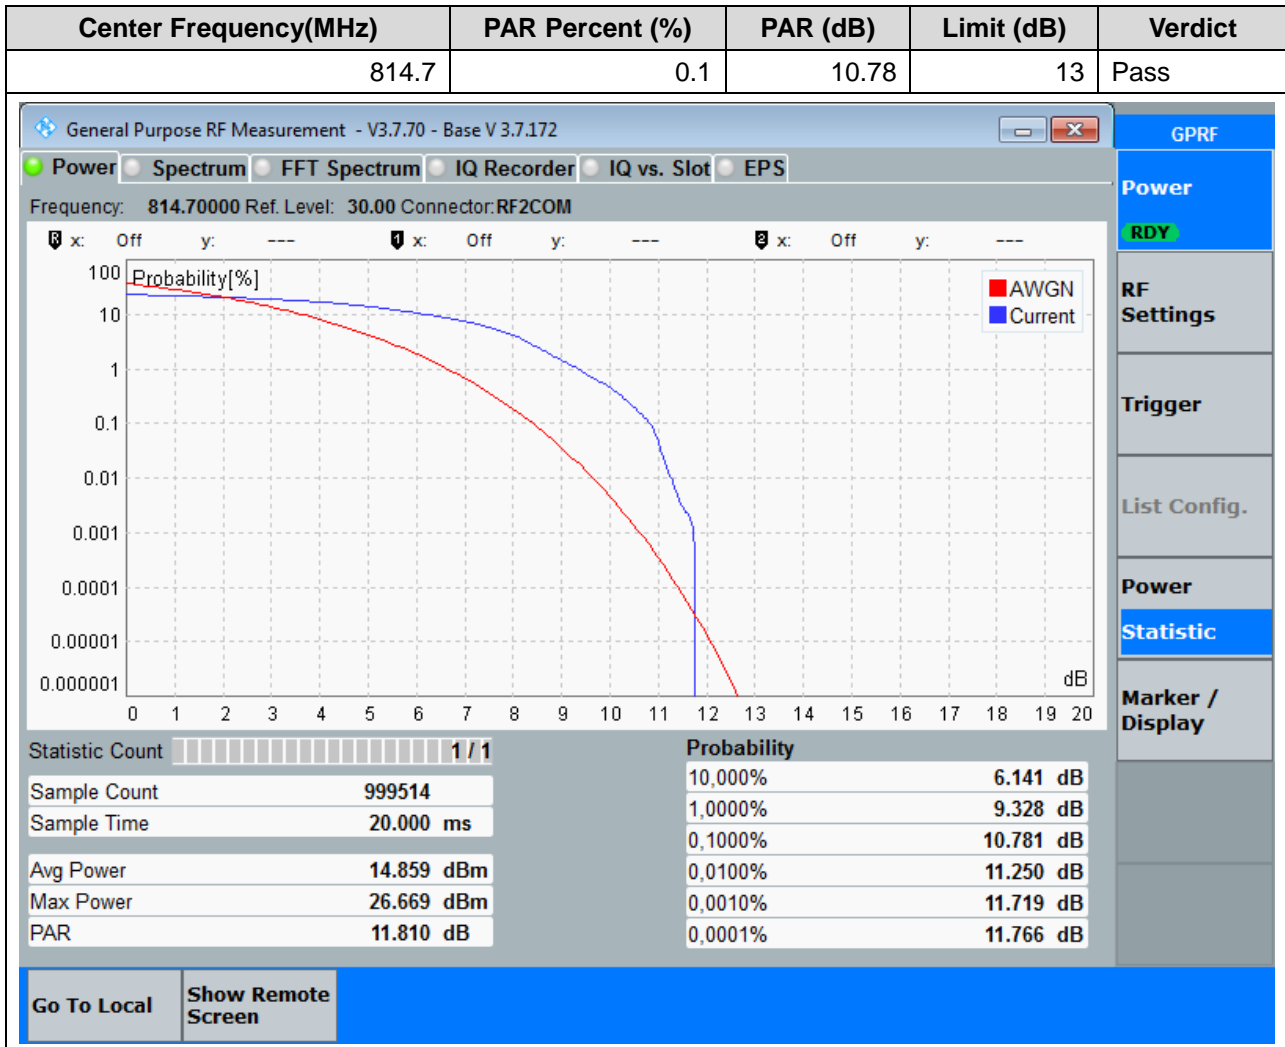 Center Frequency(MHz) PAR Percent (%) PAR (dB) Limit (dB) Verdict
814.7 0.1 10.78 13 Pass
General Purpose RF Measurement - V3.7.70 - Base V 3.7.172
GPRF
Power Spectrum FFT Spectrum IQ Recorder IQ vs. Slot EPS
Frequency: 814.70000 Ref. Level: 30.00 Connector: RF2COM
R x: Off y: --- 1 x: Off y: --- 2 x: Off y: ---
Probability[%]
AWGN
Current
100
10
1
0.1
0.01
0.001
0.0001
0.00001
0.000001
dB
0 1 2 3 4 5 6 7 8 9 10 11 12 13 14 15 16 17 18 19 20
Statistic Count 1 / 1
Sample Count 999514
Sample Time 20.000 ms
Avg Power 14.859 dBm
Max Power 26.669 dBm
PAR 11.810 dB
Probability
10,000% 6.141 dB
1,0000% 9.328 dB
0,1000% 10.781 dB
0,0100% 11.250 dB
0,0010% 11.719 dB
0,0001% 11.766 dB
Power
RDY
RF
Settings
Trigger
List Config.
Power
Statistic
Marker /
Display
Go To Local
Show Remote
Screen